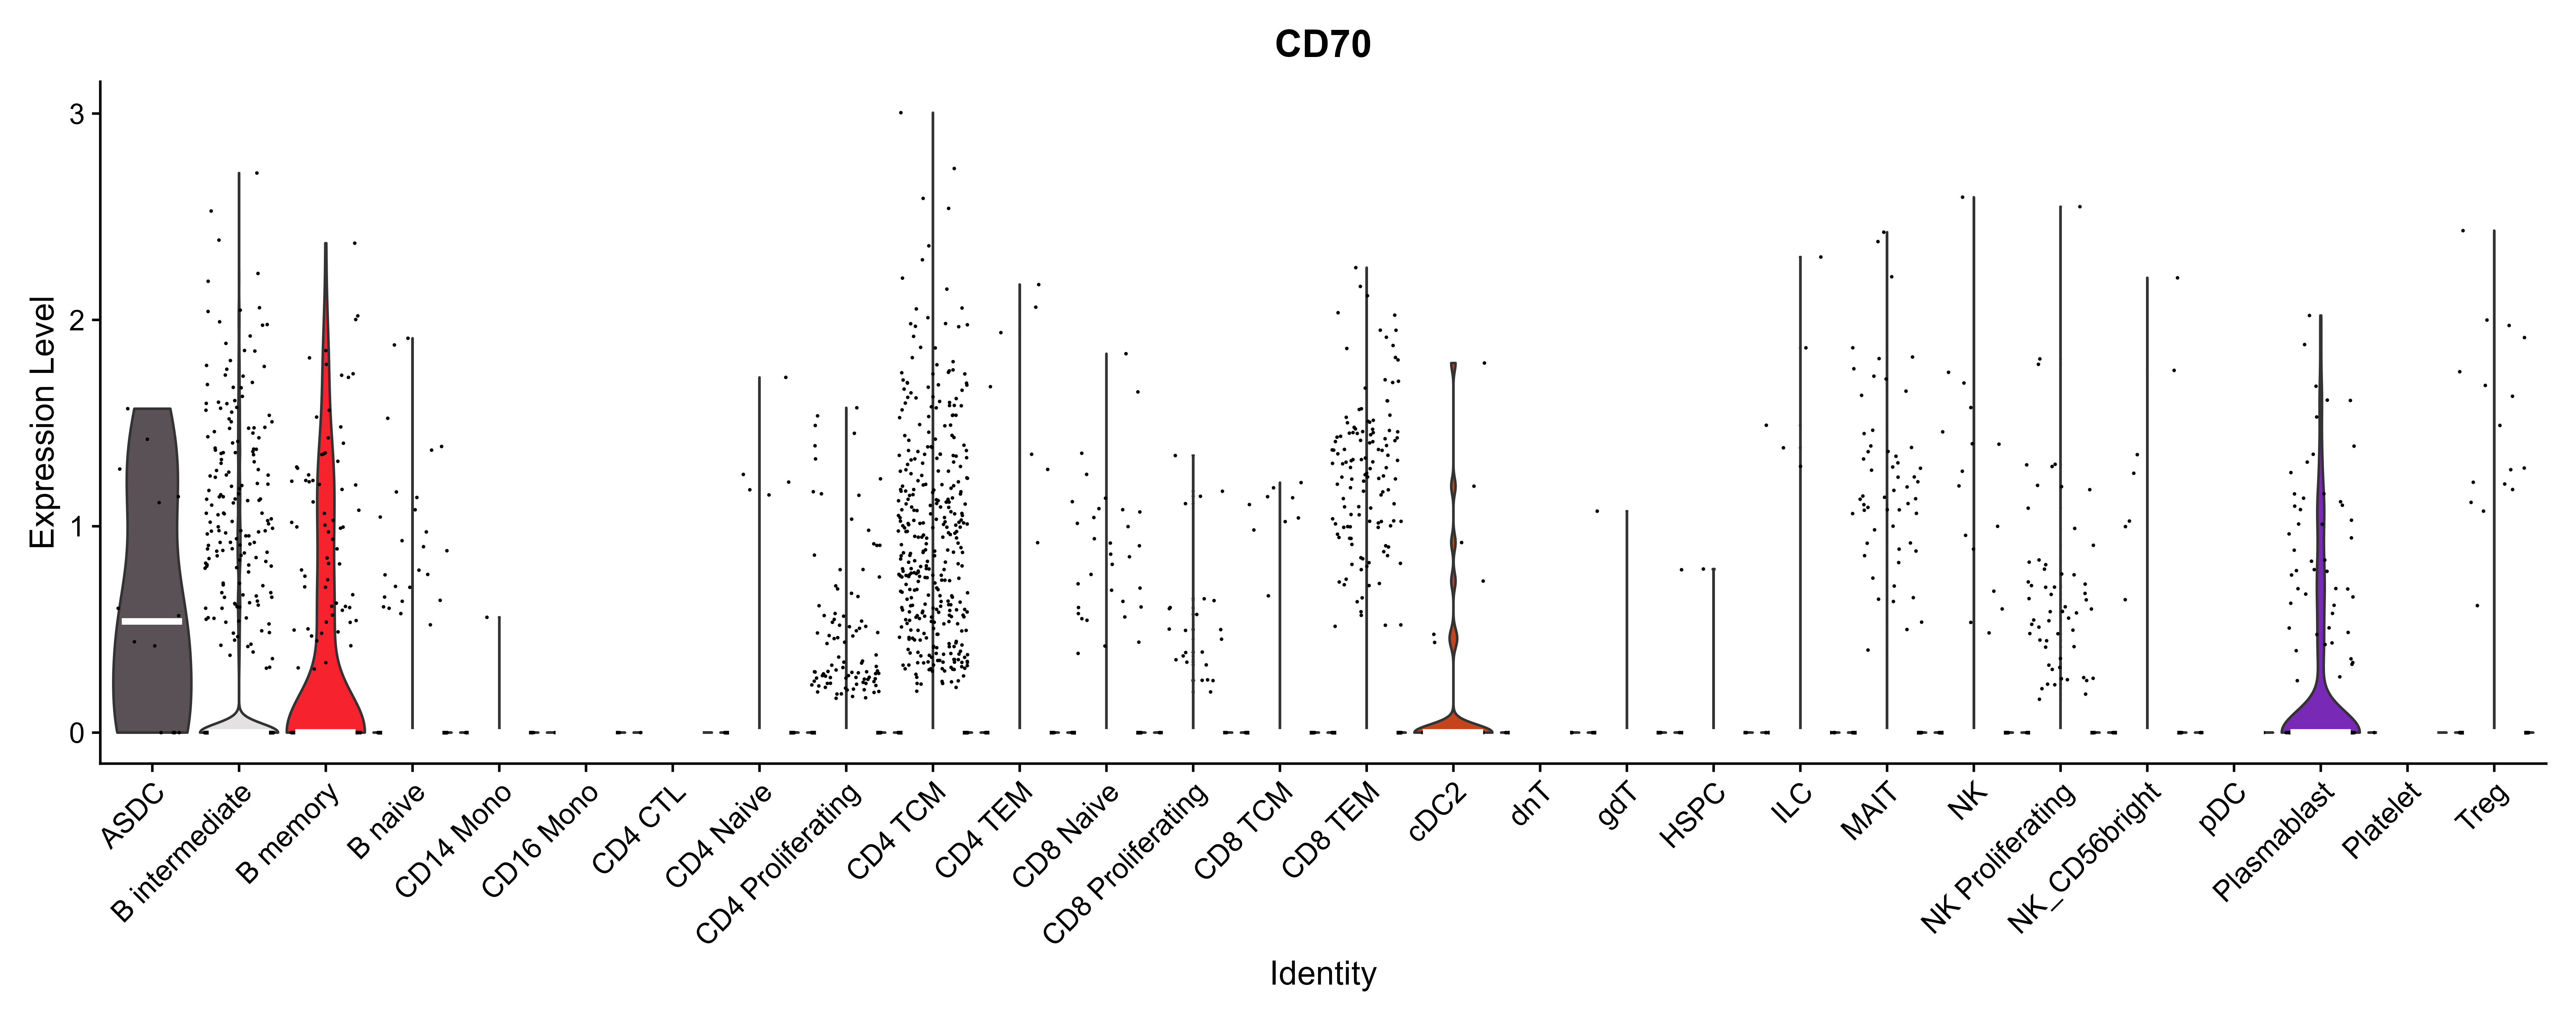 CD70
Expression Level
3
2
1
0
ASDC
B intermediate
B memory
B naive
CD14 Mono
CD16 Mono
CD4 CTL
CD4 Naive
CD4 Proliferating
CD4 TCM
CD4 TEM
CD8 Naive
CD8 Proliferating
CD8 TCM
CD8 TEM
cDC2
dnT
gdT
HSPC
ILC
MAIT
NK
NK Proliferating
NK_CD56bright
pDC
Plasmablast
Platelet
Treg
Identity